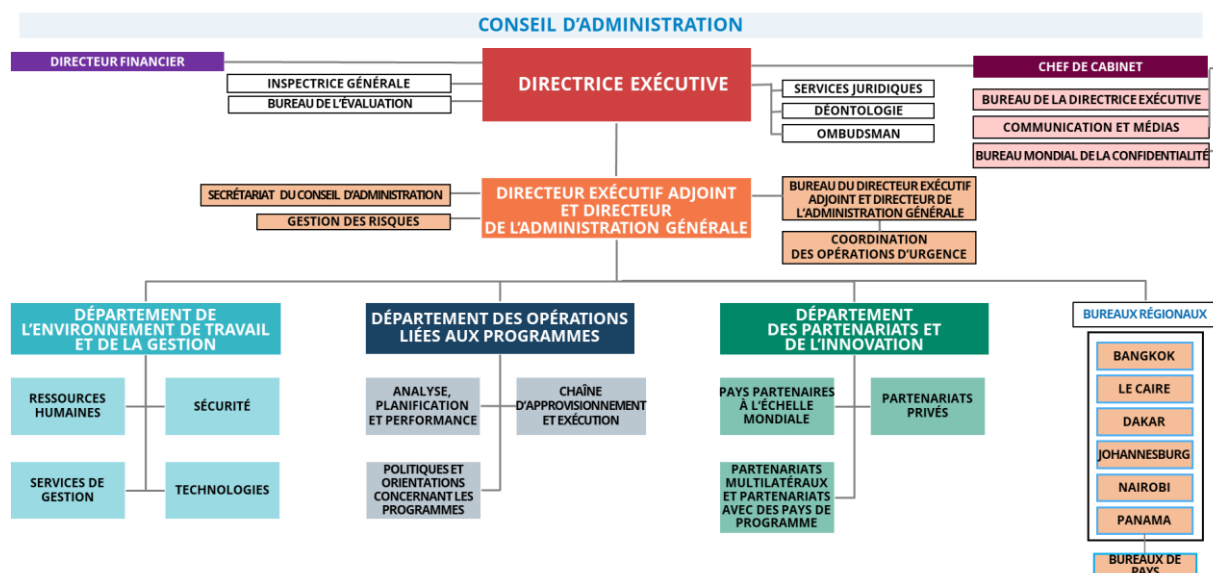 CONSEIL D'ADMINISTRATION
DIRECTEUR FINANCIER
INSPECTRICE GÉNÉRALE
BUREAU DE L'ÉVALUATION
DIRECTRICE EXÉCUTIVE
SERVICES JURIDIQUES
DÉONTOLOGIE
OMBUDSMAN
CHEF DE CABINET
BUREAU DE LA DIRECTRICE EXÉCUTIVE
COMMUNICATION ET MÉDIAS
BUREAU MONDIAL DE LA CONFIDENTIALITÉ
SECRÉTARIAT DU CONSEIL D'ADMINISTRATION
GESTION DES RISQUES
DIRECTEUR EXÉCUTIF ADJOINT
ET DIRECTEUR
DE L'ADMINISTRATION GÉNÉRALE
BUREAU DU DIRECTEUR EXÉCUTIF
ADJOINT ET DIRECTEUR DE
L'ADMINISTRATION GÉNÉRALE
COORDINATION
DES OPÉRATIONS D'URGENCE
DÉPARTEMENT DE
L'ENVIRONNEMENT DE TRAVAIL
ET DE LA GESTION
RESSOURCES
HUMAINES
SÉCURITÉ
SERVICES DE
GESTION
TECHNOLOGIES
DÉPARTEMENT DES OPÉRATIONS
LIÉES AUX PROGRAMMES
ANALYSE,
PLANIFICATION
ET PERFORMANCE
CHAÎNE
D'APPROVISIONNEMENT
ET EXÉCUTION
POLITIQUES ET
ORIENTATIONS
CONCERNANT LES
PROGRAMMES
DÉPARTEMENT
DES PARTENARIATS ET
DE L'INNOVATION
PAYS PARTENAIRES
À L'ÉCHELLE
MONDIALE
PARTENARIATS
PRIVÉS
PARTENARIATS
MULTILATÉRAUX
ET PARTENARIATS
AVEC DES PAYS DE
PROGRAMME
BUREAUX RÉGIONAUX
BANGKOK
LE CAIRE
DAKAR
JOHANNESBURG
NAIROBI
PANAMA
BUREAUX DE
PAYS